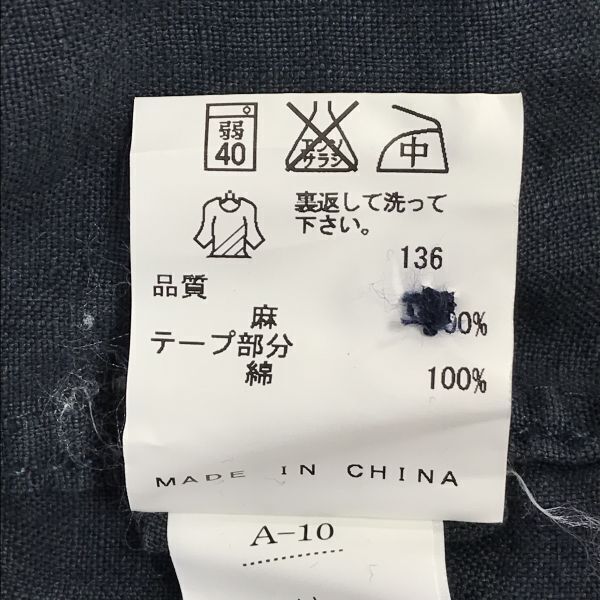 弱
40
エンソ
サラシ
中
裏返して洗って
下さい。
136
品質
麻 00%
テープ部分
綿 100%
MADE IN CHINA
A-10